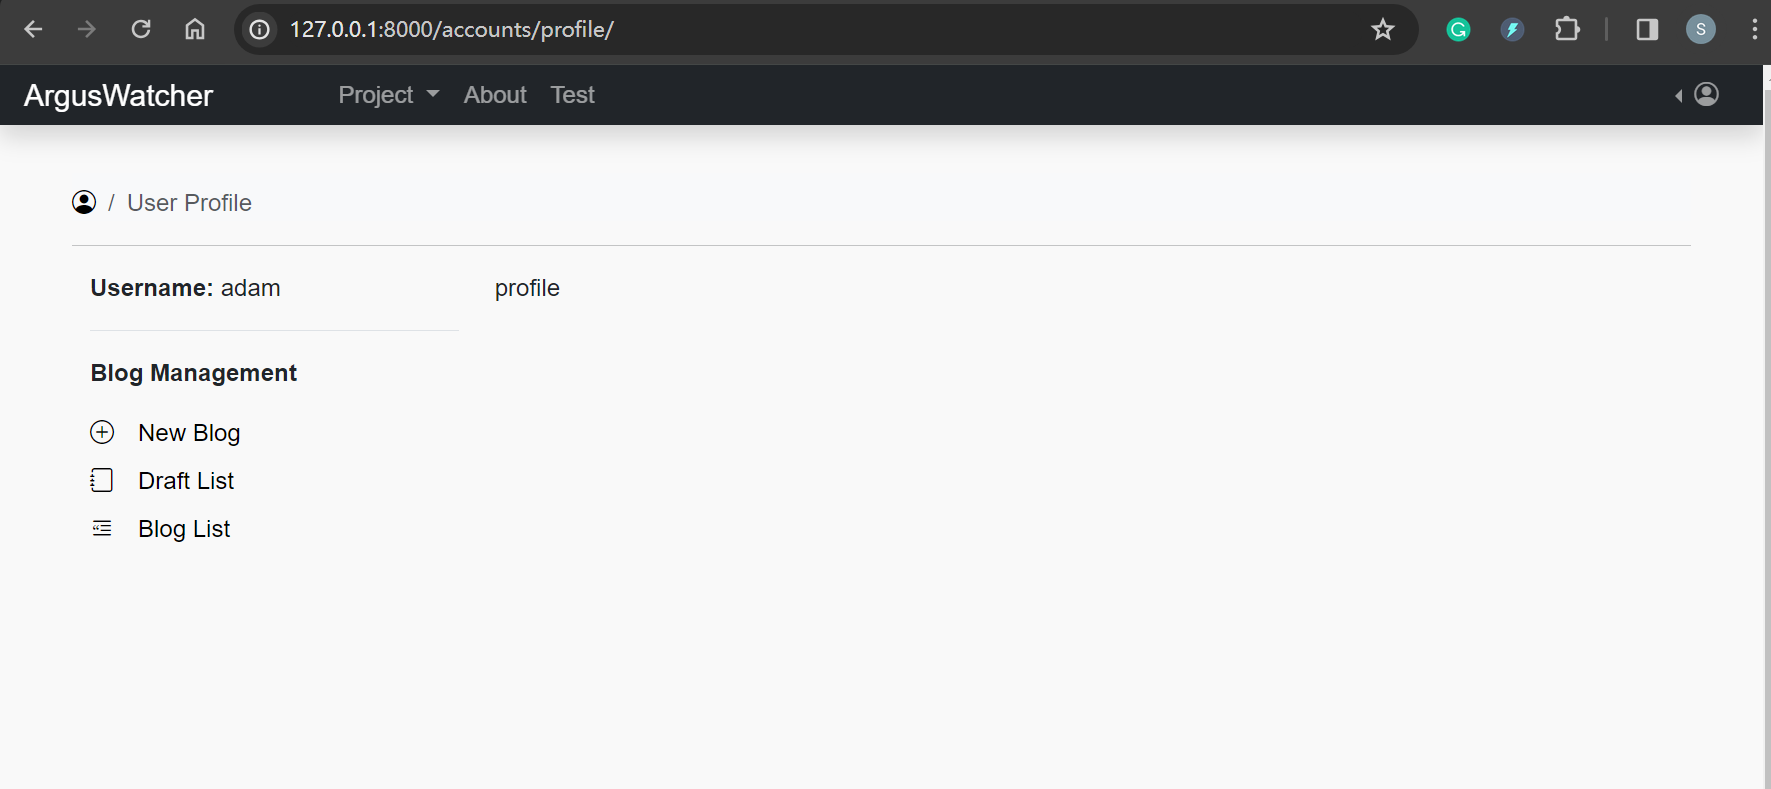 127.0.0.1:8000/accounts/profile/
S
ArgusWatcher Project About Test
/ User Profile
Username: adam
profile
Blog Management
New Blog
Draft List
Blog List